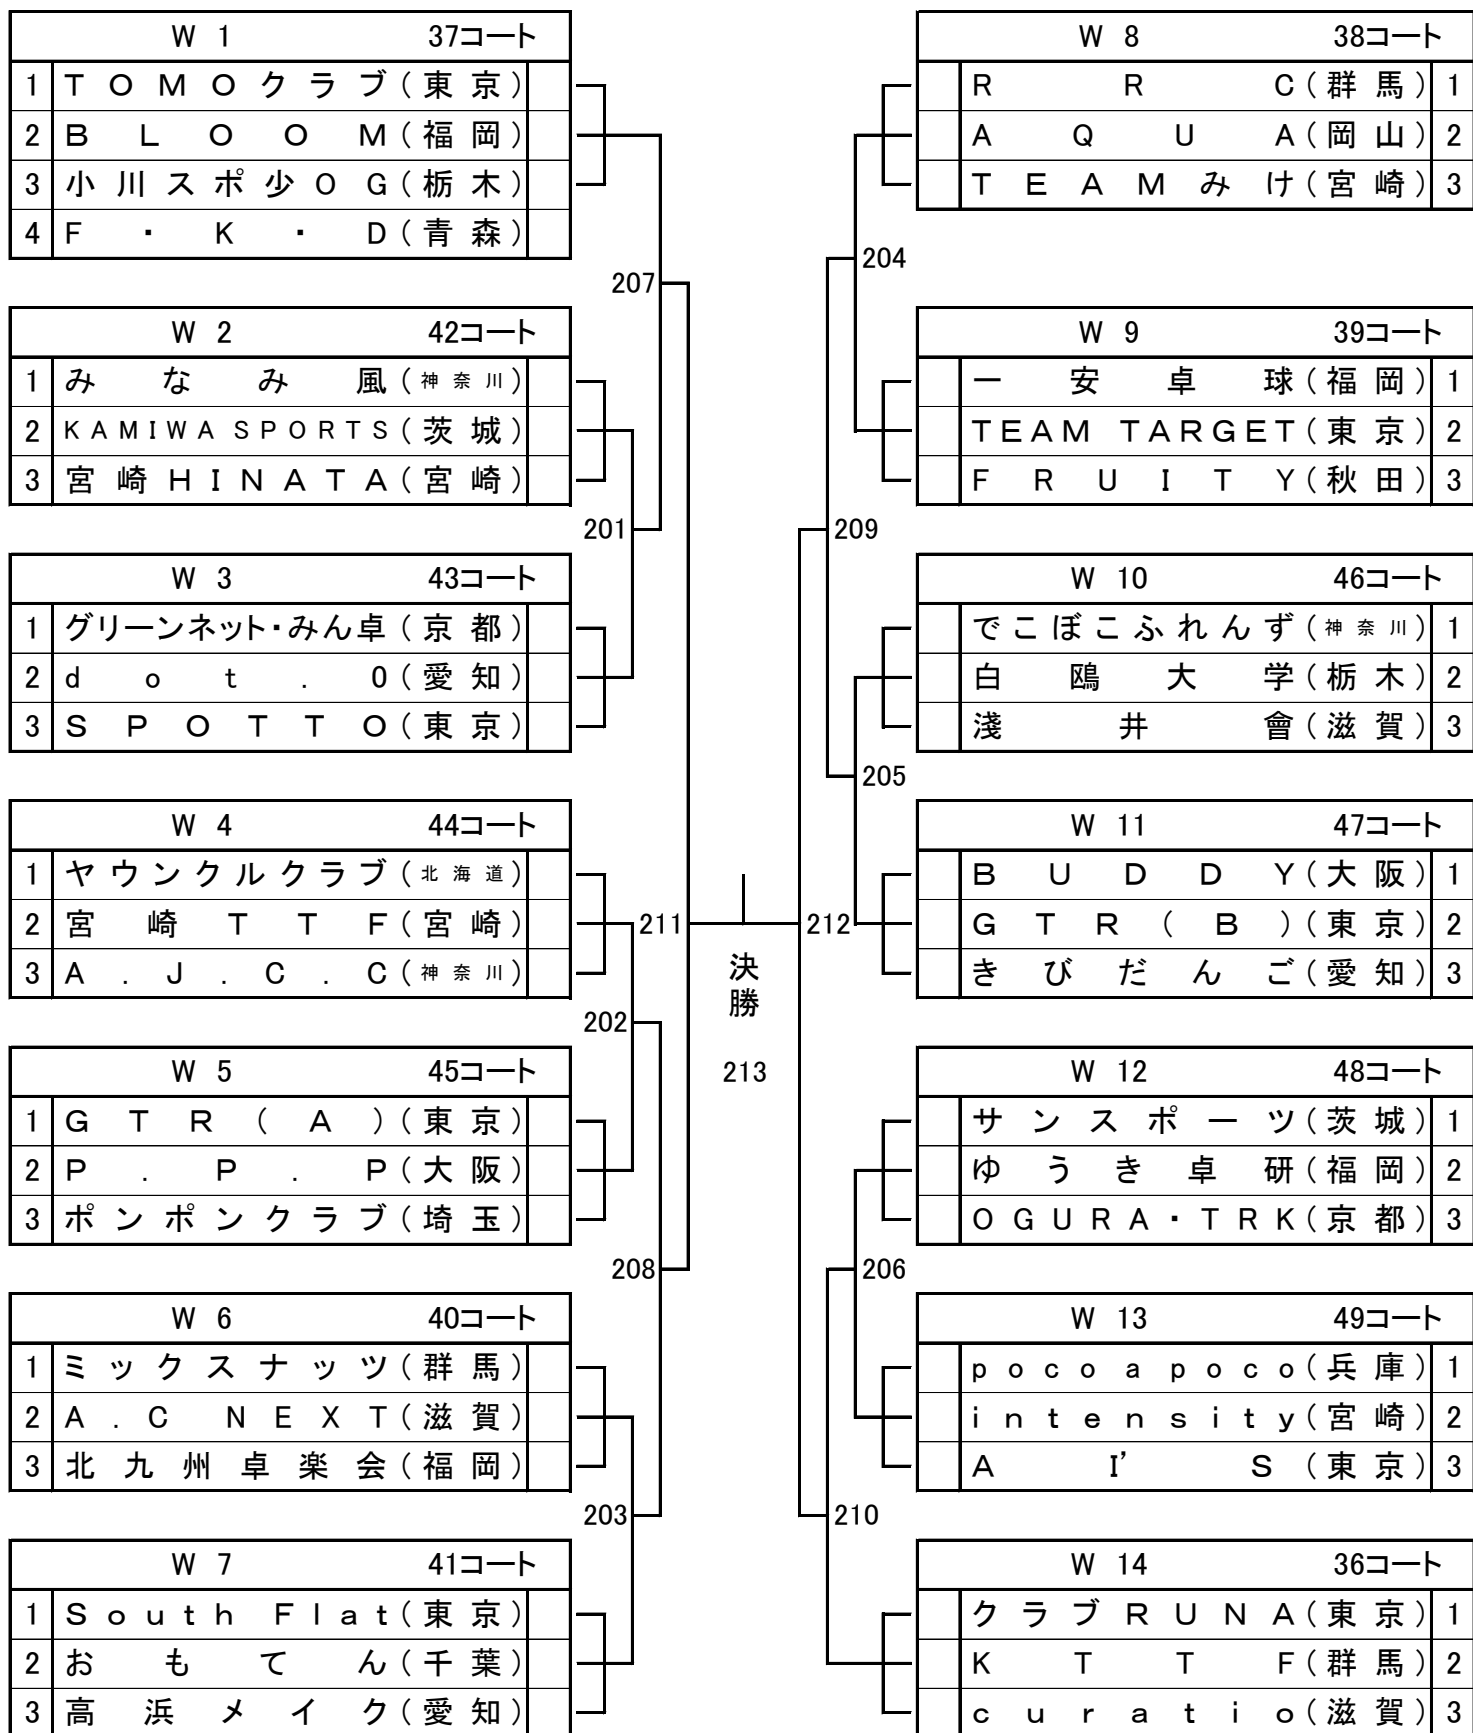 W 1 37コート
1 TOMOクラブ(東京)
2 BLOOM(福岡)
3 小川スポ少OG(栃木)
4 F・K・D(青森)
207
W 2 42コート
1 みなみ風(神奈川)
2 KAMIWA SPORTS(茨城)
3 宮崎HINATA(宮崎)
201
W 3 43コート
1 グリーンネット・みん卓(京都)
2 dot.0(愛知)
3 SPOTTO(東京)
W 4 44コート
1 ヤウンクルクラブ(北海道)
2 宮崎TTF(宮崎)
3 A.J.C.C(神奈川)
211
202
W 5 45コート
1 GTR(A)(東京)
2 P.P.P(大阪)
3 ポンポンクラブ(埼玉)
208
W 6 40コート
1 ミックスナッツ(群馬)
2 A.C NEXT(滋賀)
3 北九州卓楽会(福岡)
203
W 7 41コート
1 South Flat(東京)
2 おもてん(千葉)
3 高浜メイク(愛知)
決勝
213
W 8 38コート
RRC(群馬) 1
AQUA(岡山) 2
TEAMみけ(宮崎) 3
204
W 9 39コート
一安卓球(福岡) 1
TEAM TARGET(東京) 2
FRUITY(秋田) 3
209
W 10 46コート
でこぼこふれんず(神奈川) 1
白鴎大学(栃木) 2
淺井會(滋賀) 3
205
W 11 47コート
BUDDY(大阪) 1
GTR(B)(東京) 2
きびだんご(愛知) 3
212
W 12 48コート
サンスポーツ(茨城) 1
ゆうき卓研(福岡) 2
OGURA・TRK(京都) 3
206
W 13 49コート
poco a poco(兵庫) 1
intensity(宮崎) 2
AI'S(東京) 3
210
W 14 36コート
クラブRUNA(東京) 1
KTTF(群馬) 2
curatio(滋賀) 3